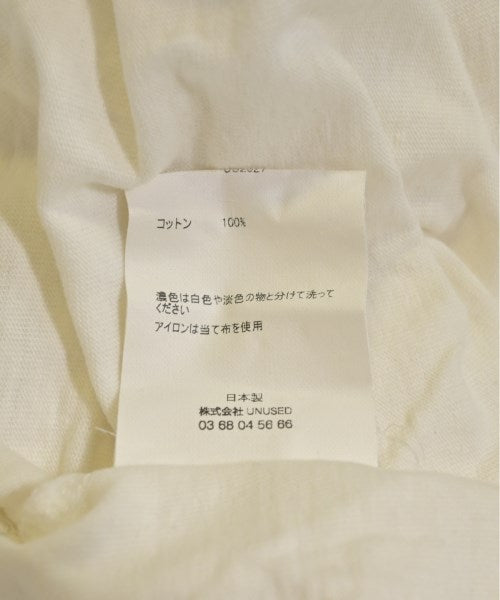 コットン 100%
濃色は白色や淡色の物と分けて洗って
ください
アイロンは当て布を使用
日本製
株式会社 UNUSED
03 68 04 56 66